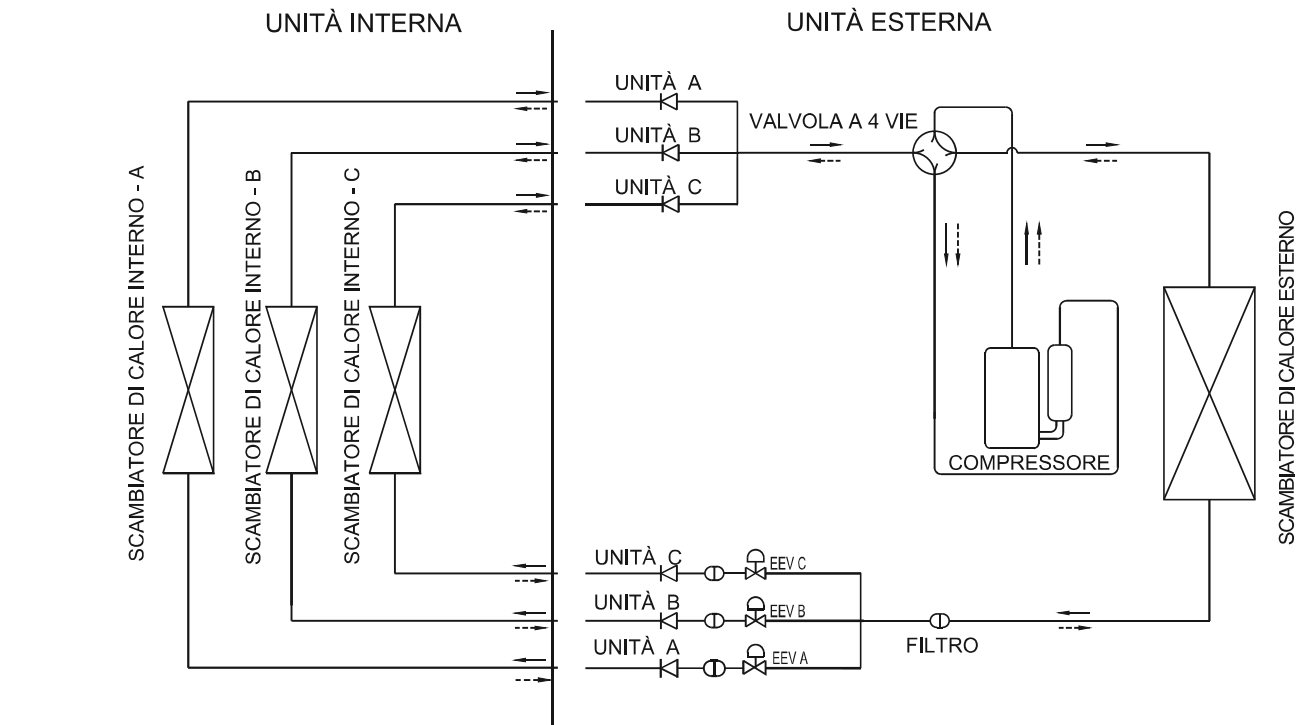 UNITÀ INTERNA
UNITÀ ESTERNA
UNITÀ A
UNITÀ B
UNITÀ C
VALVOLA A 4 VIE
SCAMBIATORE DI CALORE INTERNO - A
SCAMBIATORE DI CALORE INTERNO - B
SCAMBIATORE DI CALORE INTERNO - C
SCAMBIATORE DI CALORE ESTERNO
COMPRESSORE
UNITÀ C
EEV C
UNITÀ B
EEV B
UNITÀ A
EEV A
FILTRO